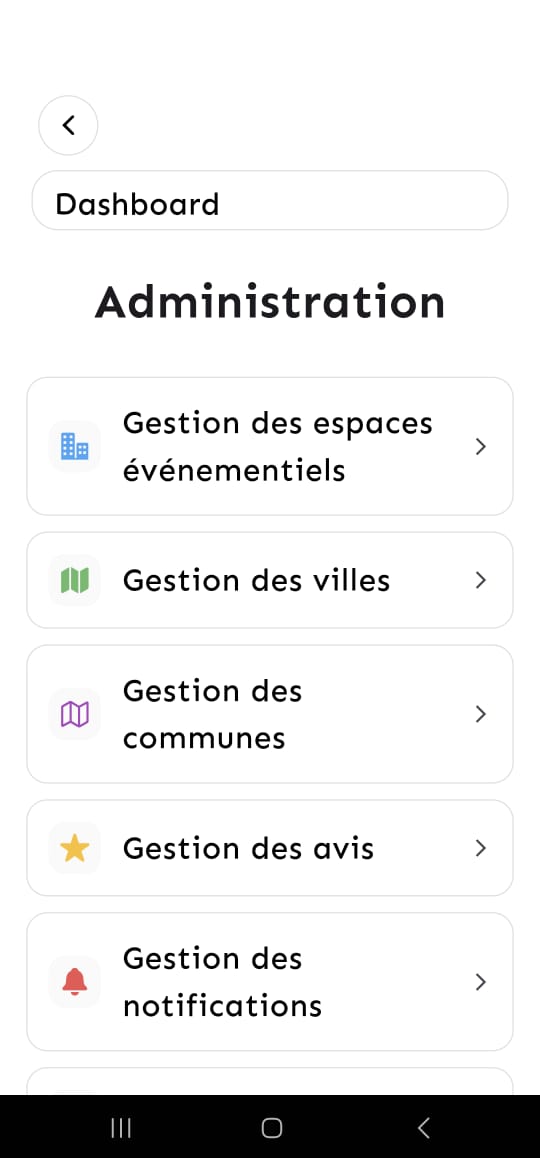 Dashboard
Administration
Gestion des espaces
événementiels
Gestion des villes
Gestion des
communes
Gestion des avis
Gestion des
notifications